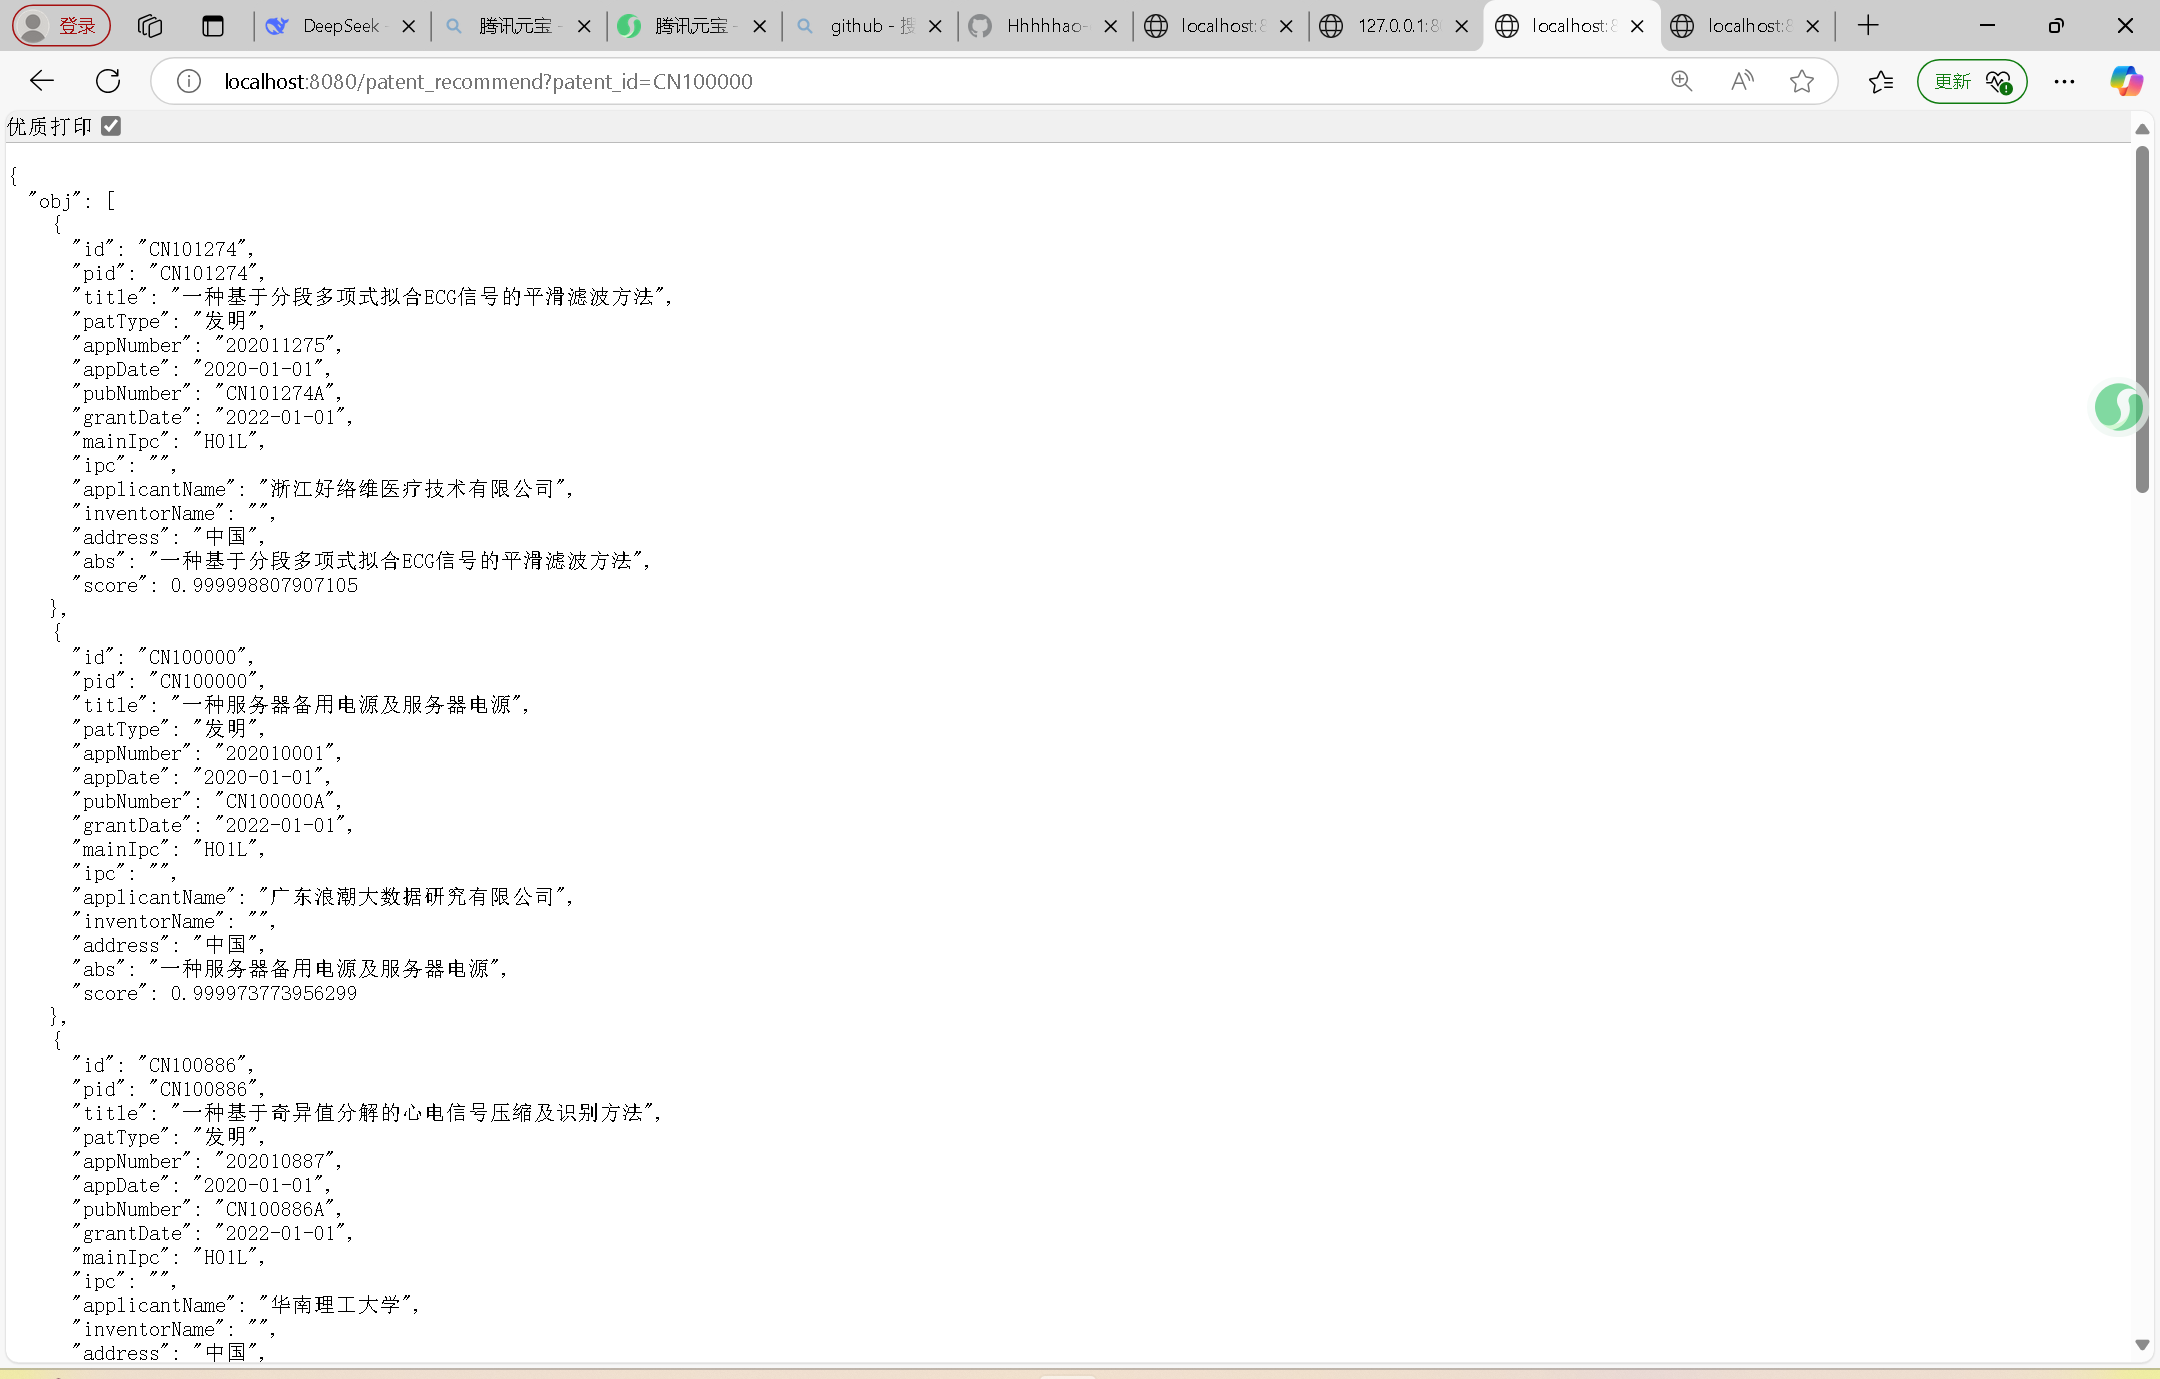 登录
DeepSeek -
腾讯元宝 -
腾讯元宝 -
github - 搜
Hhhhhao-
localhost:8
127.0.0.1:80
localhost:8
localhost:8
localhost:8080/patent_recommend?patent_id=CN100000
更新
优质打印
{
"obj": [
{
"id": "CN101274",
"pid": "CN101274",
"title": "一种基于分段多项式拟合ECG信号的平滑滤波方法",
"patType": "发明",
"appNumber": "202011275",
"appDate": "2020-01-01",
"pubNumber": "CN101274A",
"grantDate": "2022-01-01",
"mainIpc": "H01L",
"ipc": "",
"applicantName": "浙江好络维医疗技术有限公司",
"inventorName": "",
"address": "中国",
"abs": "一种基于分段多项式拟合ECG信号的平滑滤波方法",
"score": 0.999998807907105
},
{
"id": "CN100000",
"pid": "CN100000",
"title": "一种服务器备用电源及服务器电源",
"patType": "发明",
"appNumber": "202010001",
"appDate": "2020-01-01",
"pubNumber": "CN100000A",
"grantDate": "2022-01-01",
"mainIpc": "H01L",
"ipc": "",
"applicantName": "广东浪潮大数据研究有限公司",
"inventorName": "",
"address": "中国",
"abs": "一种服务器备用电源及服务器电源",
"score": 0.999973773956299
},
{
"id": "CN100886",
"pid": "CN100886",
"title": "一种基于奇异值分解的心电信号压缩及识别方法",
"patType": "发明",
"appNumber": "202010887",
"appDate": "2020-01-01",
"pubNumber": "CN100886A",
"grantDate": "2022-01-01",
"mainIpc": "H01L",
"ipc": "",
"applicantName": "华南理工大学",
"inventorName": "",
"address": "中国",